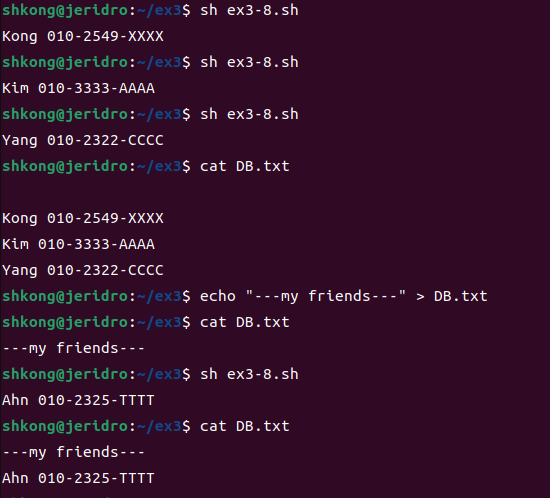 shkong@jeridro:~/ex3$ sh ex3-8.sh
Kong 010-2549-XXXX
shkong@jeridro:~/ex3$ sh ex3-8.sh
Kim 010-3333-AAAA
shkong@jeridro:~/ex3$ sh ex3-8.sh
Yang 010-2322-CCCC
shkong@jeridro:~/ex3$ cat DB.txt

Kong 010-2549-XXXX
Kim 010-3333-AAAA
Yang 010-2322-CCCC
shkong@jeridro:~/ex3$ echo "---my friends---" > DB.txt
shkong@jeridro:~/ex3$ cat DB.txt
---my friends---
shkong@jeridro:~/ex3$ sh ex3-8.sh
Ahn 010-2325-TTTT
shkong@jeridro:~/ex3$ cat DB.txt
---my friends---
Ahn 010-2325-TTTT